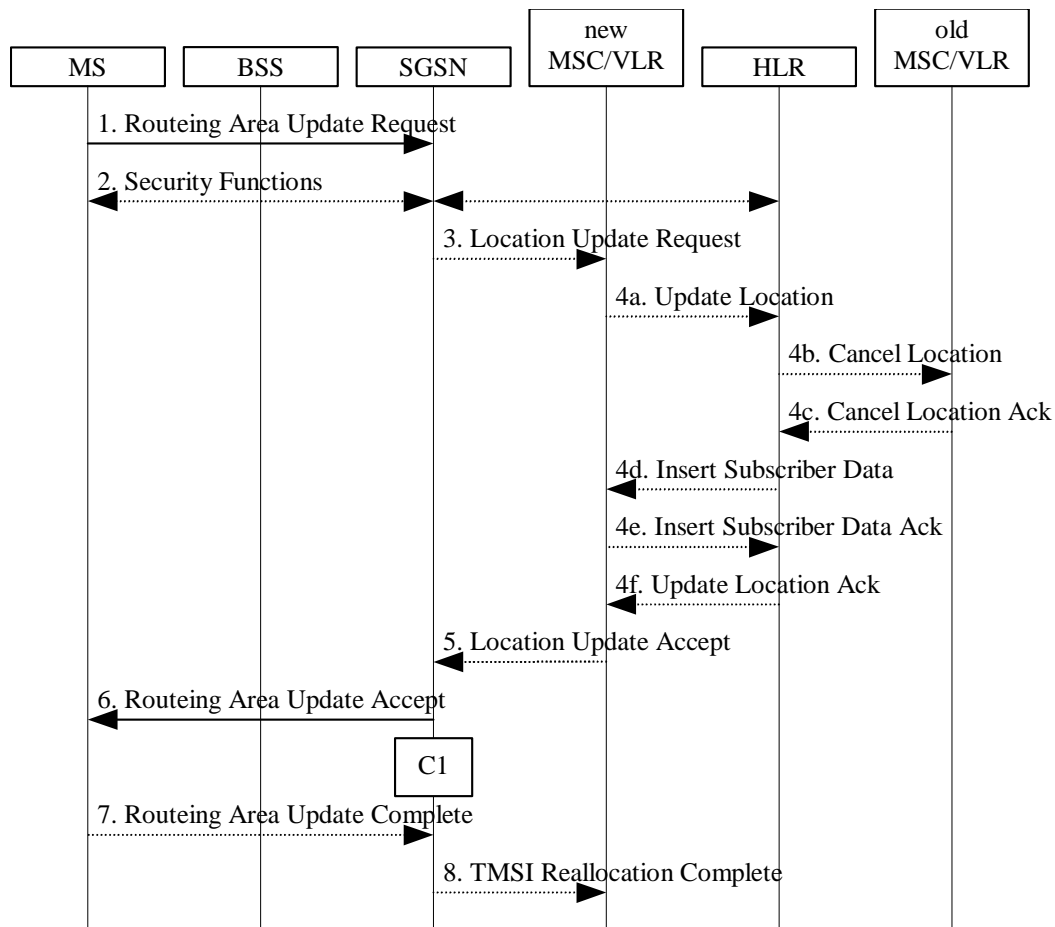 new
MSC/VLR
old
MSC/VLR
MS
BSS
SGSN
HLR
1. Routeing Area Update Request
2. Security Functions
3. Location Update Request
4a. Update Location
4b. Cancel Location
4c. Cancel Location Ack
4d. Insert Subscriber Data
4e. Insert Subscriber Data Ack
4f. Update Location Ack
5. Location Update Accept
6. Routeing Area Update Accept
C1
7. Routeing Area Update Complete
8. TMSI Reallocation Complete